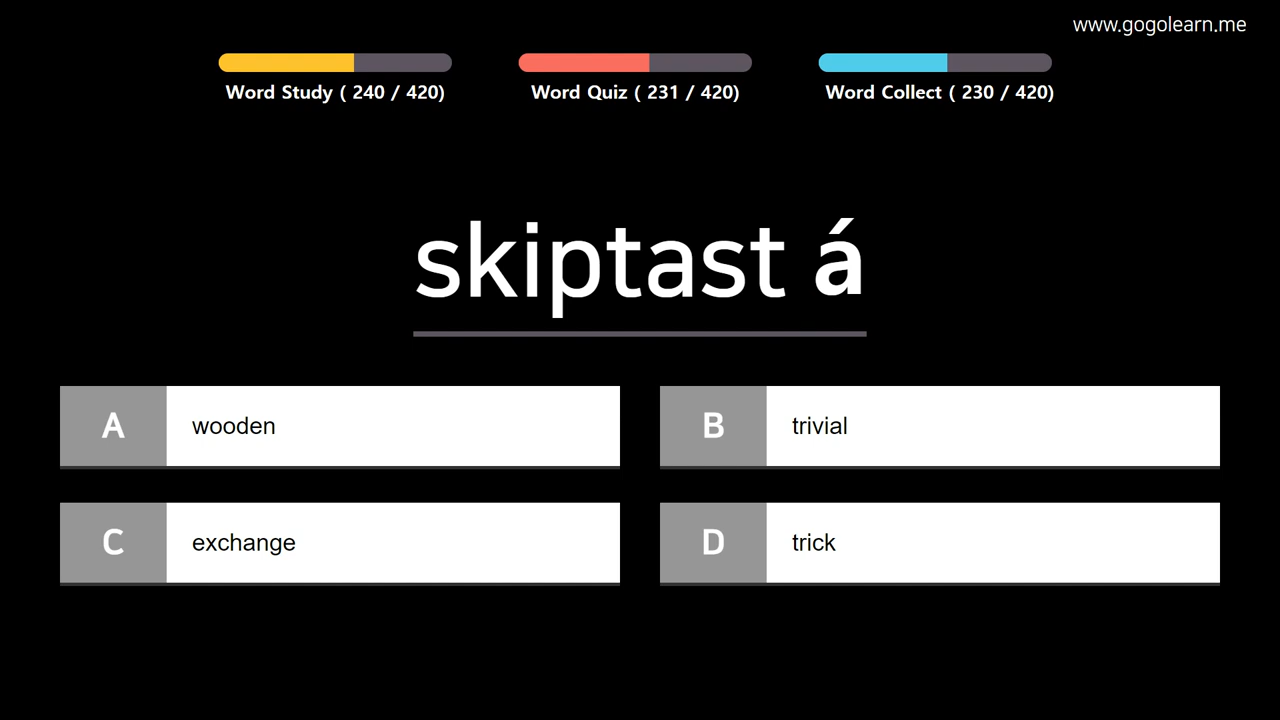 www.gogolearn.me
Word Study ( 240 / 420)
Word Quiz ( 231 / 420)
Word Collect ( 230 / 420)
skiptast á
A wooden
B trivial
C exchange
D trick